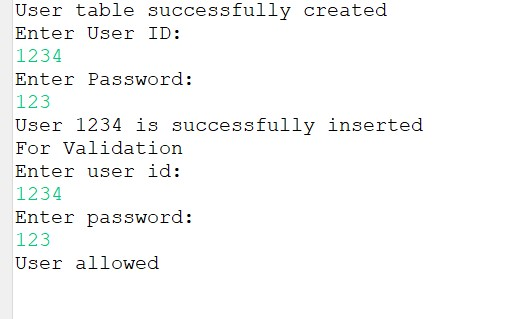 User table successfully created
Enter User ID:
1234
Enter Password:
123
User 1234 is successfully inserted
For Validation
Enter user id:
1234
Enter password:
123
User allowed